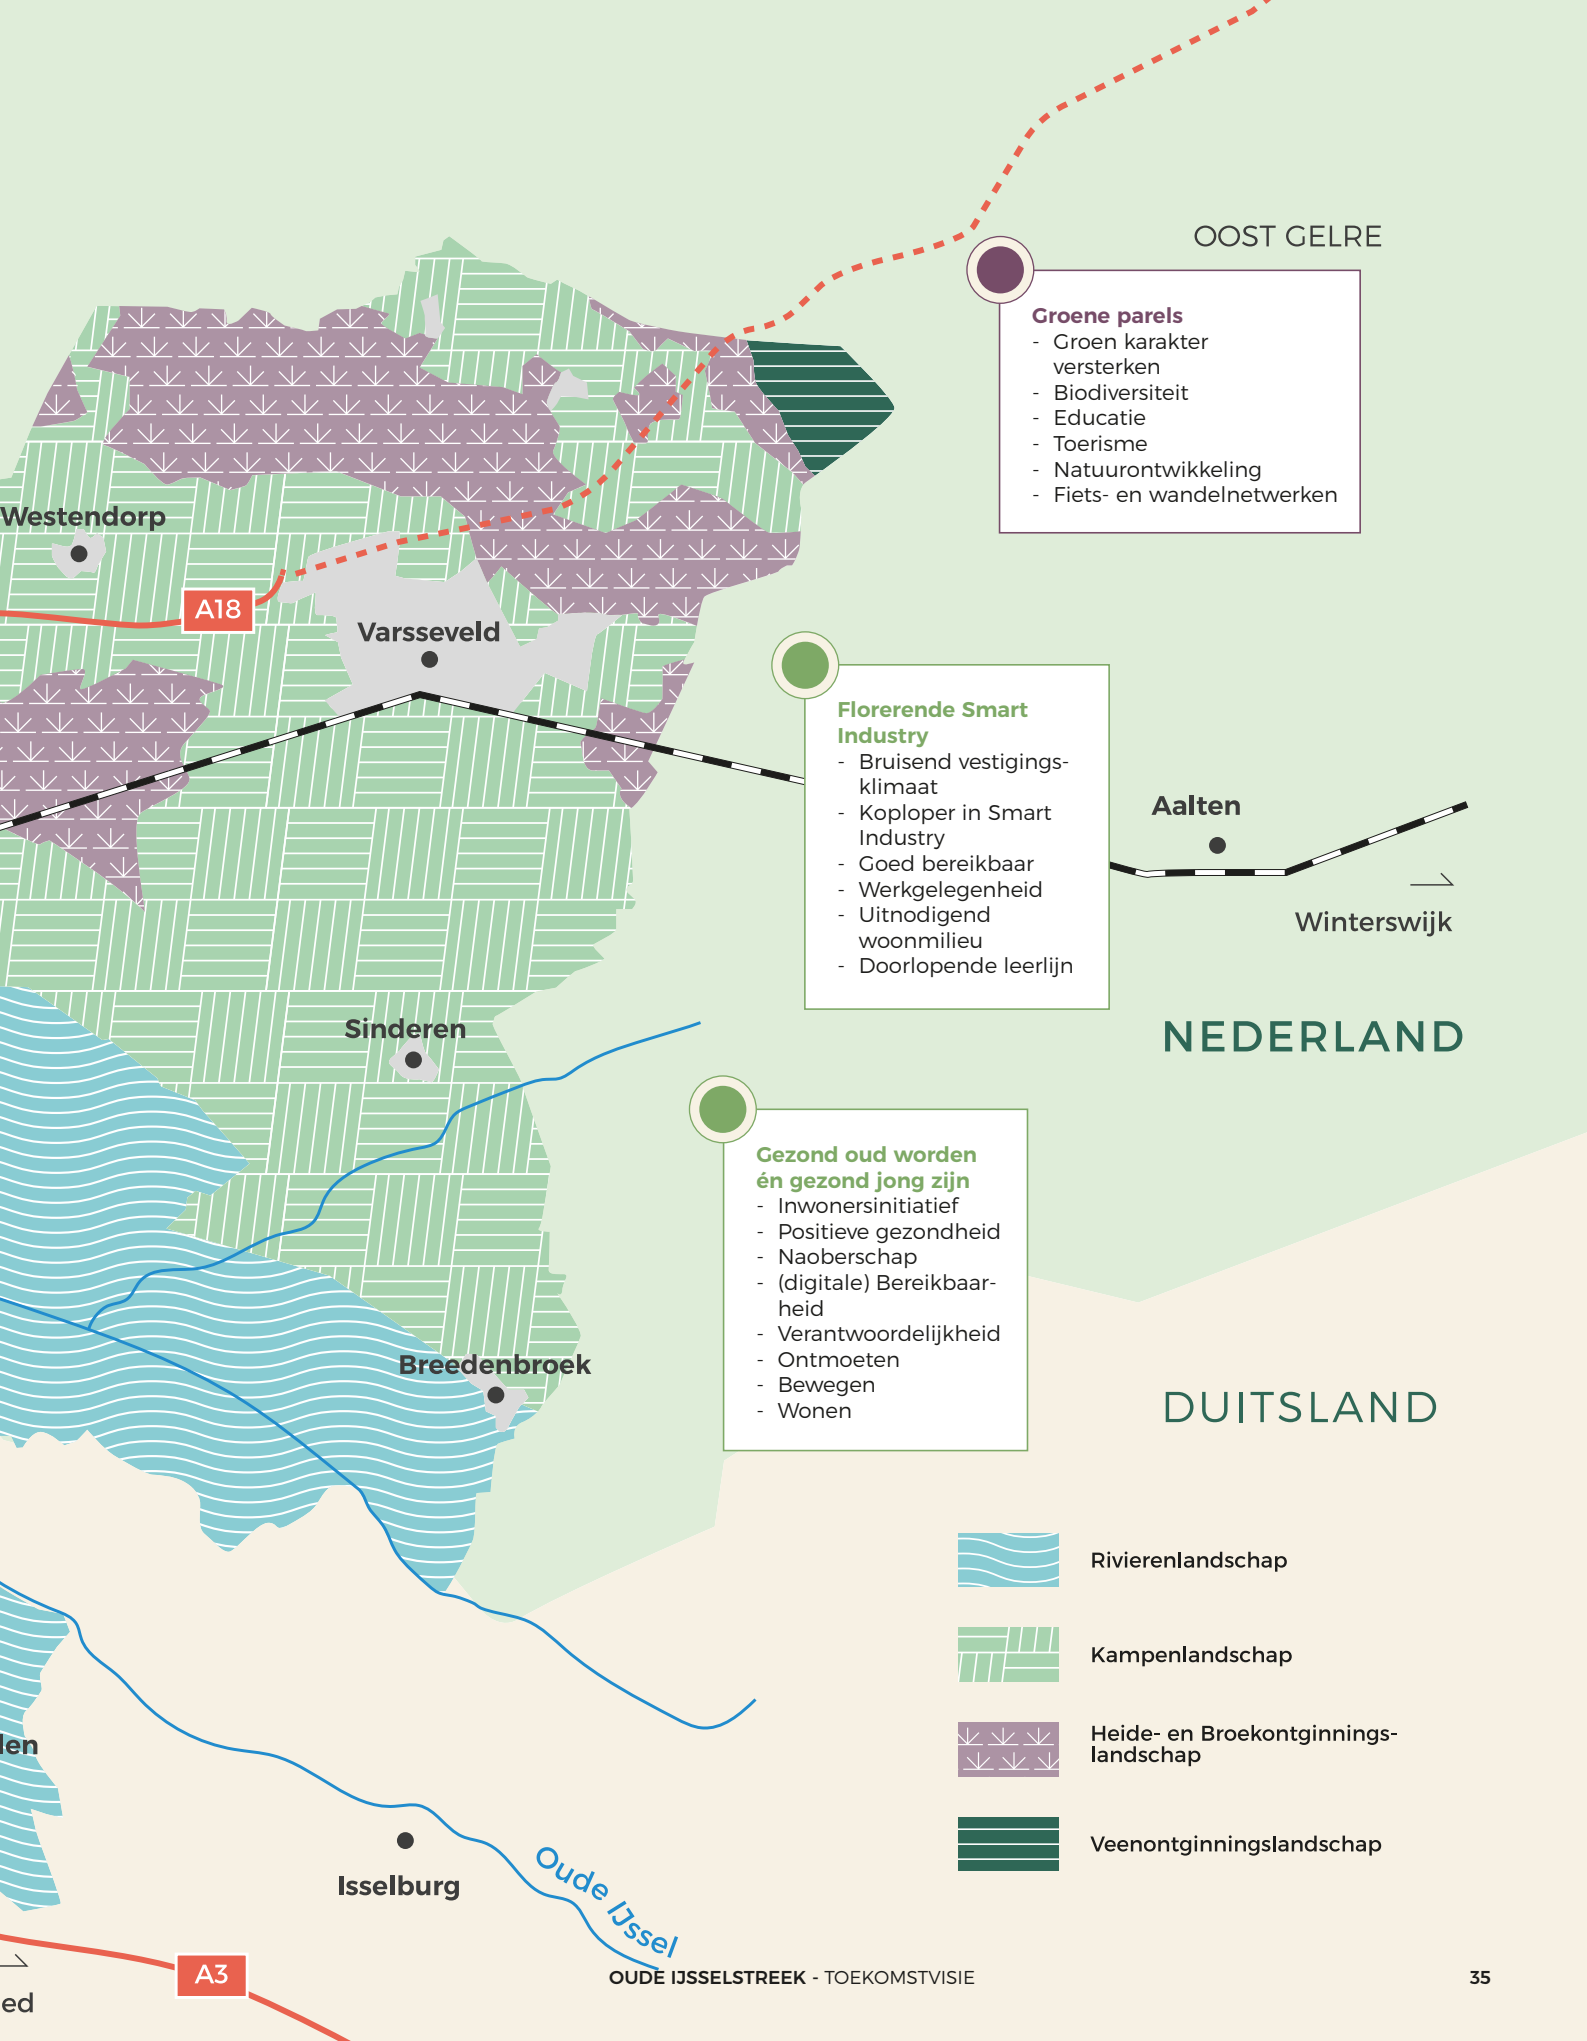 OOST GELRE
Groene parels
- Groen karakter
versterken
- Biodiversiteit
- Educatie
- Toerisme
- Natuurontwikkeling
- Fiets- en wandelnetwerken
Westendorp
A18
Varsseveld
Florerende Smart
Industry
- Bruisend vestigings-
klimaat
- Koploper in Smart
Industry
- Goed bereikbaar
- Werkgelegenheid
- Uitnodigend
woonmilieu
- Doorlopende leerlijn
Aalten
Winterswijk
Sinderen
NEDERLAND
Gezond oud worden
én gezond jong zijn
- Inwonersinitiatief
- Positieve gezondheid
- Naoberschap
- (digitale) Bereikbaar-
heid
- Verantwoordelijkheid
- Ontmoeten
- Bewegen
- Wonen
Breedenbroek
DUITSLAND
Rivierenlandschap
Kampenlandschap
Heide- en Broekontginnings-
landschap
Veenontginningslandschap
len
Isselburg
Oude IJssel
A3
ed
OUDE IJSSELSTREEK - TOEKOMSTVISIE
35